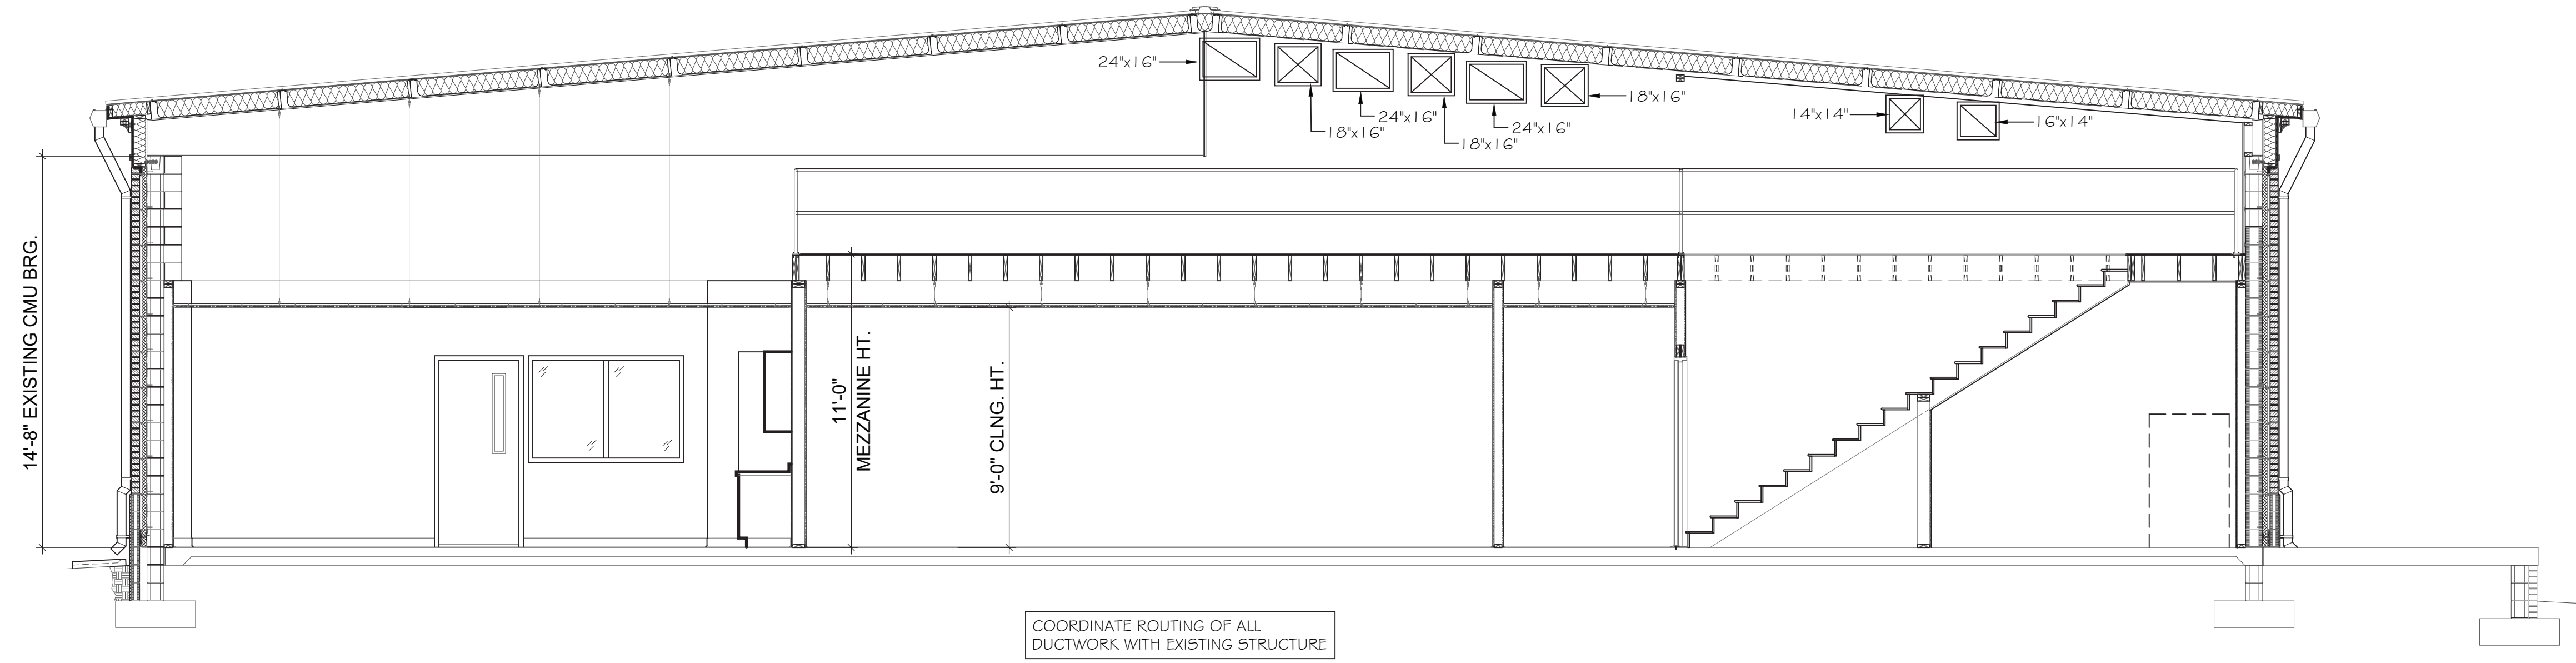 24"x16"
18"x16"
24"x16"
18"x16"
24"x16"
18"x16"
14"x14"
16"x14"
14'-8" EXISTING CMU BRG.
11'-0"
MEZZANINE HT.
9'-0" CLNG. HT.
COORDINATE ROUTING OF ALL
DUCTWORK WITH EXISTING STRUCTURE